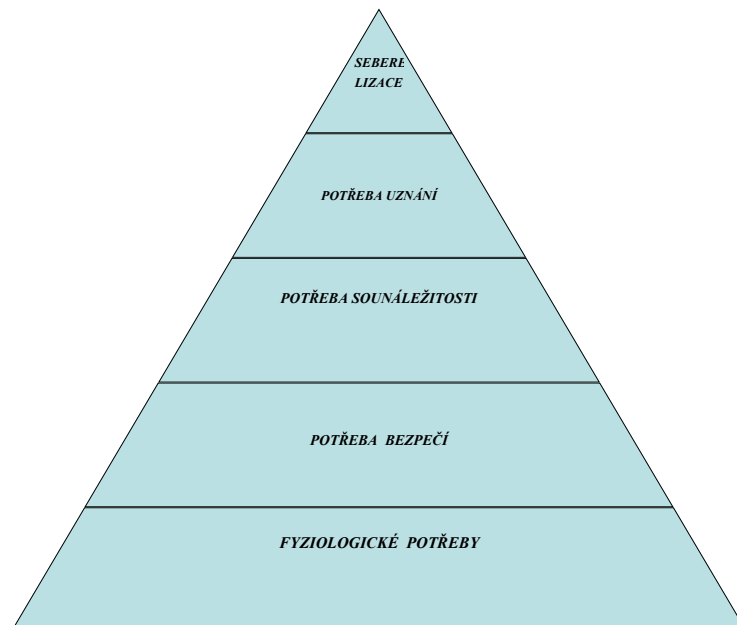 SEBERE
LIZACE
POTŘEBA UZNÁNÍ
POTŘEBA SOUNÁLEŽITOSTI
POTŘEBA BEZPEČÍ
FYZIOLOGICKÉ POTŘEBY